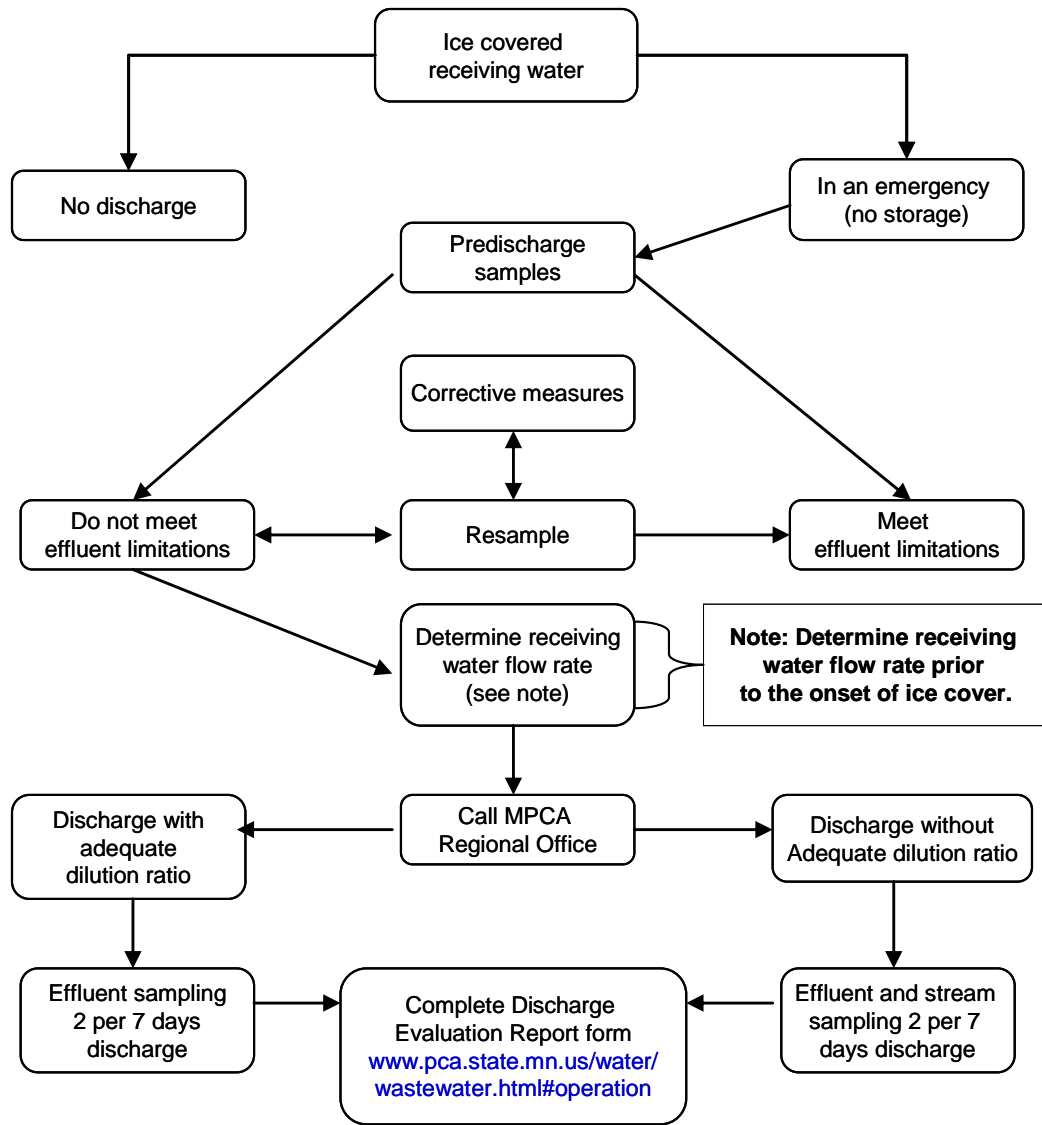 Ice covered
receiving water
No discharge
In an emergency
(no storage)
Predischarge
samples
Corrective measures
Do not meet
effluent limitations
Resample
Meet
effluent limitations
Determine receiving
water flow rate
(see note)
Note: Determine receiving
water flow rate prior
to the onset of ice cover.
Discharge with
adequate
dilution ratio
Call MPCA
Regional Office
Discharge without
Adequate dilution ratio
Effluent sampling
2 per 7 days
discharge
Complete Discharge
Evaluation Report form
www.pca.state.mn.us/water/
wastewater.html#operation
Effluent and stream
sampling 2 per 7
days discharge